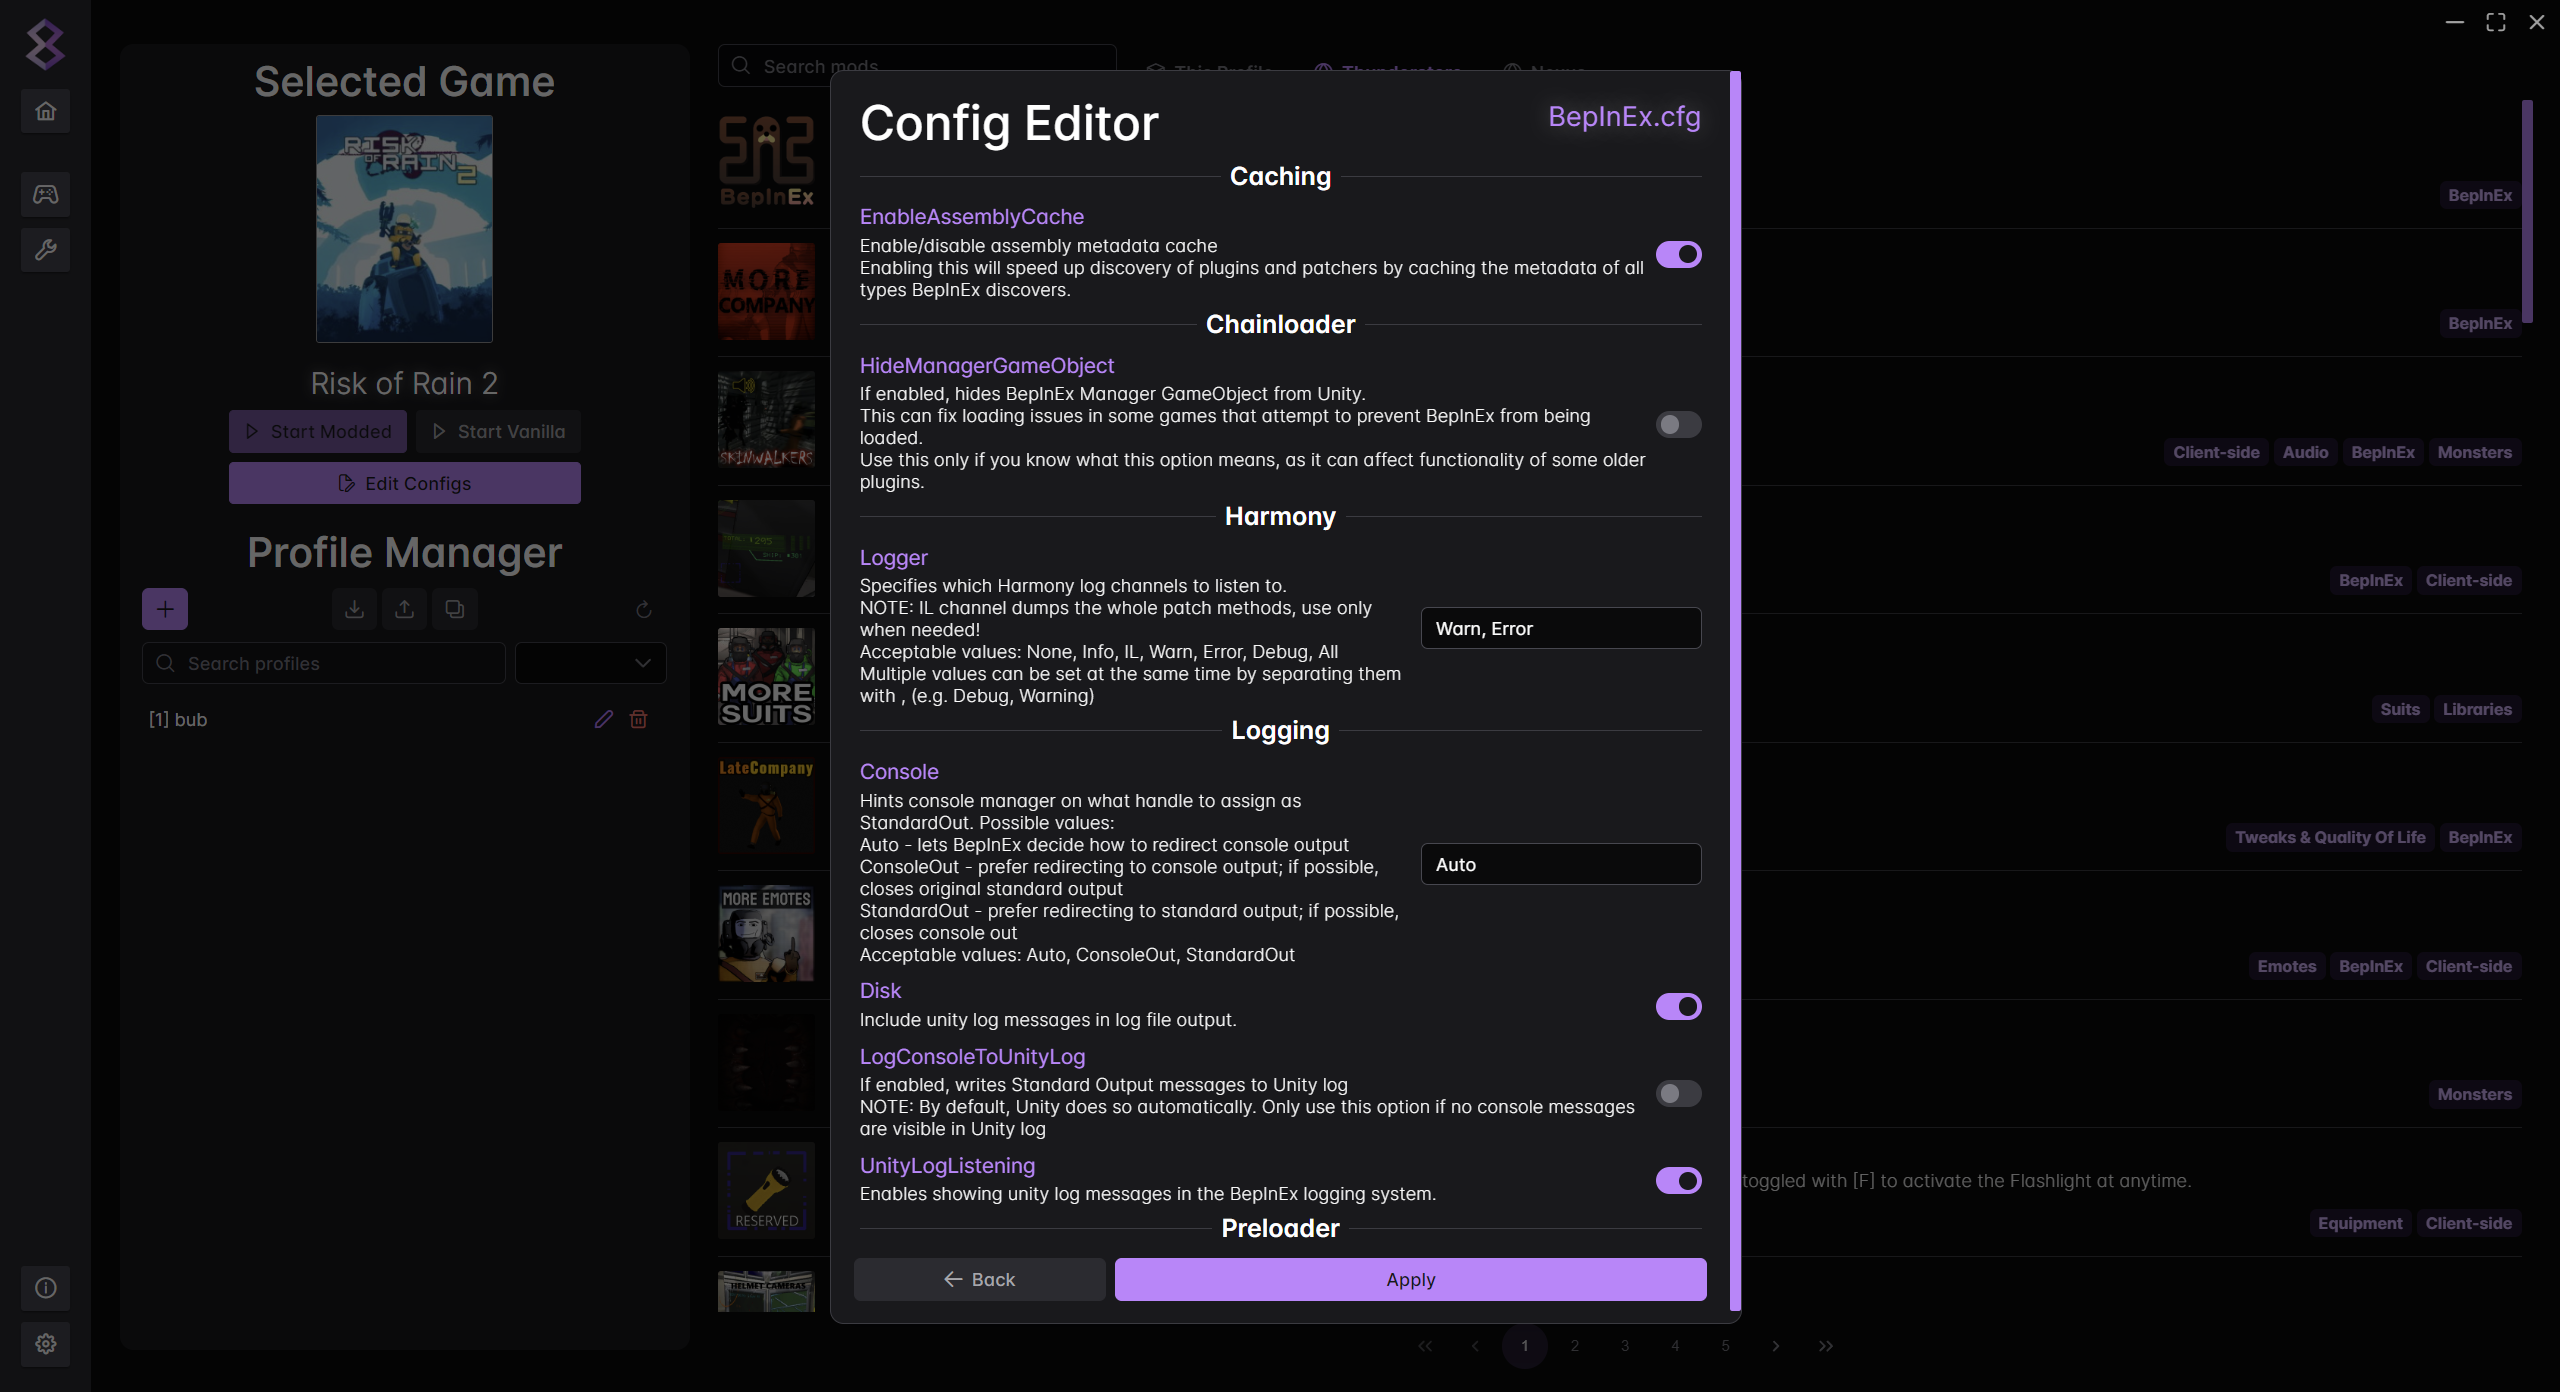 Selected Game
RISK
OF RAIN
2
Risk of Rain 2
Start Modded
Start Vanilla
Edit Configs
Profile Manager
Search profiles
[1] bub
Search mods
This Profile
Thunderstore
Nexus
BepInEx
MORE
COMPANY
SKINWALKERS
MORE
SUITS
LateCompany
MORE EMOTES
RESERVED
HELMET CAMERAS
Config Editor
BepInEx.cfg
Caching
EnableAssemblyCache
Enable/disable assembly metadata cache
Enabling this will speed up discovery of plugins and patchers by caching the metadata of all
types BepInEx discovers.
Chainloader
HideManagerGameObject
If enabled, hides BepInEx Manager GameObject from Unity.
This can fix loading issues in some games that attempt to prevent BepInEx from being
loaded.
Use this only if you know what this option means, as it can affect functionality of some older
plugins.
Harmony
Logger
Specifies which Harmony log channels to listen to.
NOTE: IL channel dumps the whole patch methods, use only
when needed!
Acceptable values: None, Info, IL, Warn, Error, Debug, All
Multiple values can be set at the same time by separating them
with , (e.g. Debug, Warning)
Warn, Error
Logging
Console
Hints console manager on what handle to assign as
StandardOut. Possible values:
Auto - lets BepInEx decide how to redirect console output
ConsoleOut - prefer redirecting to console output; if possible,
closes original standard output
StandardOut - prefer redirecting to standard output; if possible,
closes console out
Acceptable values: Auto, ConsoleOut, StandardOut
Auto
Disk
Include unity log messages in log file output.
LogConsoleToUnityLog
If enabled, writes Standard Output messages to Unity log
NOTE: By default, Unity does so automatically. Only use this option if no console messages
are visible in Unity log
UnityLogListening
Enables showing unity log messages in the BepInEx logging system.
Preloader
Back
Apply
BepInEx
BepInEx
Client-side Audio BepInEx Monsters
BepInEx Client-side
Suits Libraries
Tweaks & Quality Of Life BepInEx
Emotes BepInEx Client-side
Monsters
toggled with [F] to activate the Flashlight at anytime.
Equipment Client-side
1 2 3 4 5